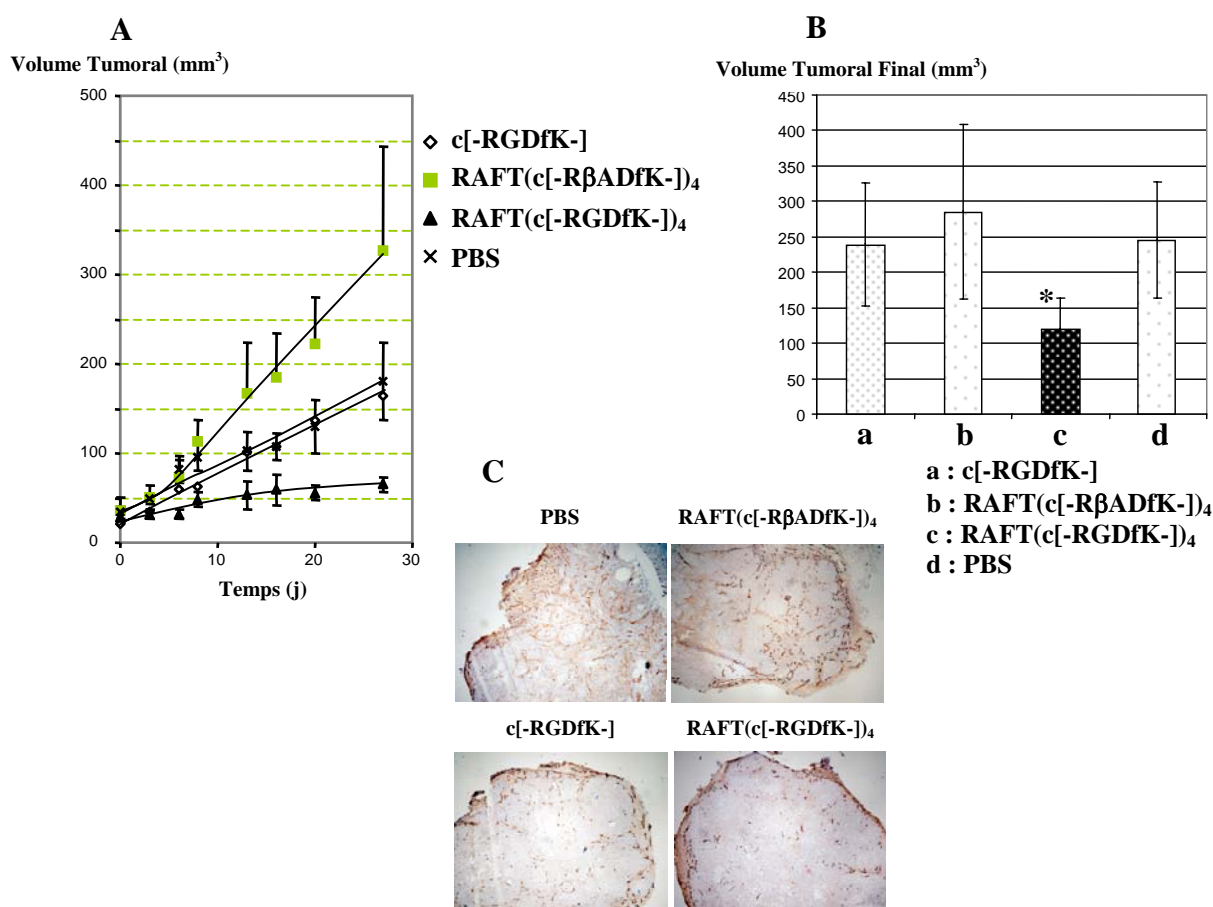 A
Volume Tumoral (mm³)
500
400
300
200
100
0
0
10
20
30
Temps (j)
c[-RGDfK-]
RAFT(c[-RβADfK-])₄
RAFT(c[-RGDfK-])₄
PBS
B
Volume Tumoral Final (mm³)
450
400
350
300
250
200
150
100
50
0
*
a b c d
a : c[-RGDfK-]
b : RAFT(c[-RβADfK-])₄
c : RAFT(c[-RGDfK-])₄
d : PBS
C
PBS
RAFT(c[-RβADfK-])₄
c[-RGDfK-]
RAFT(c[-RGDfK-])₄